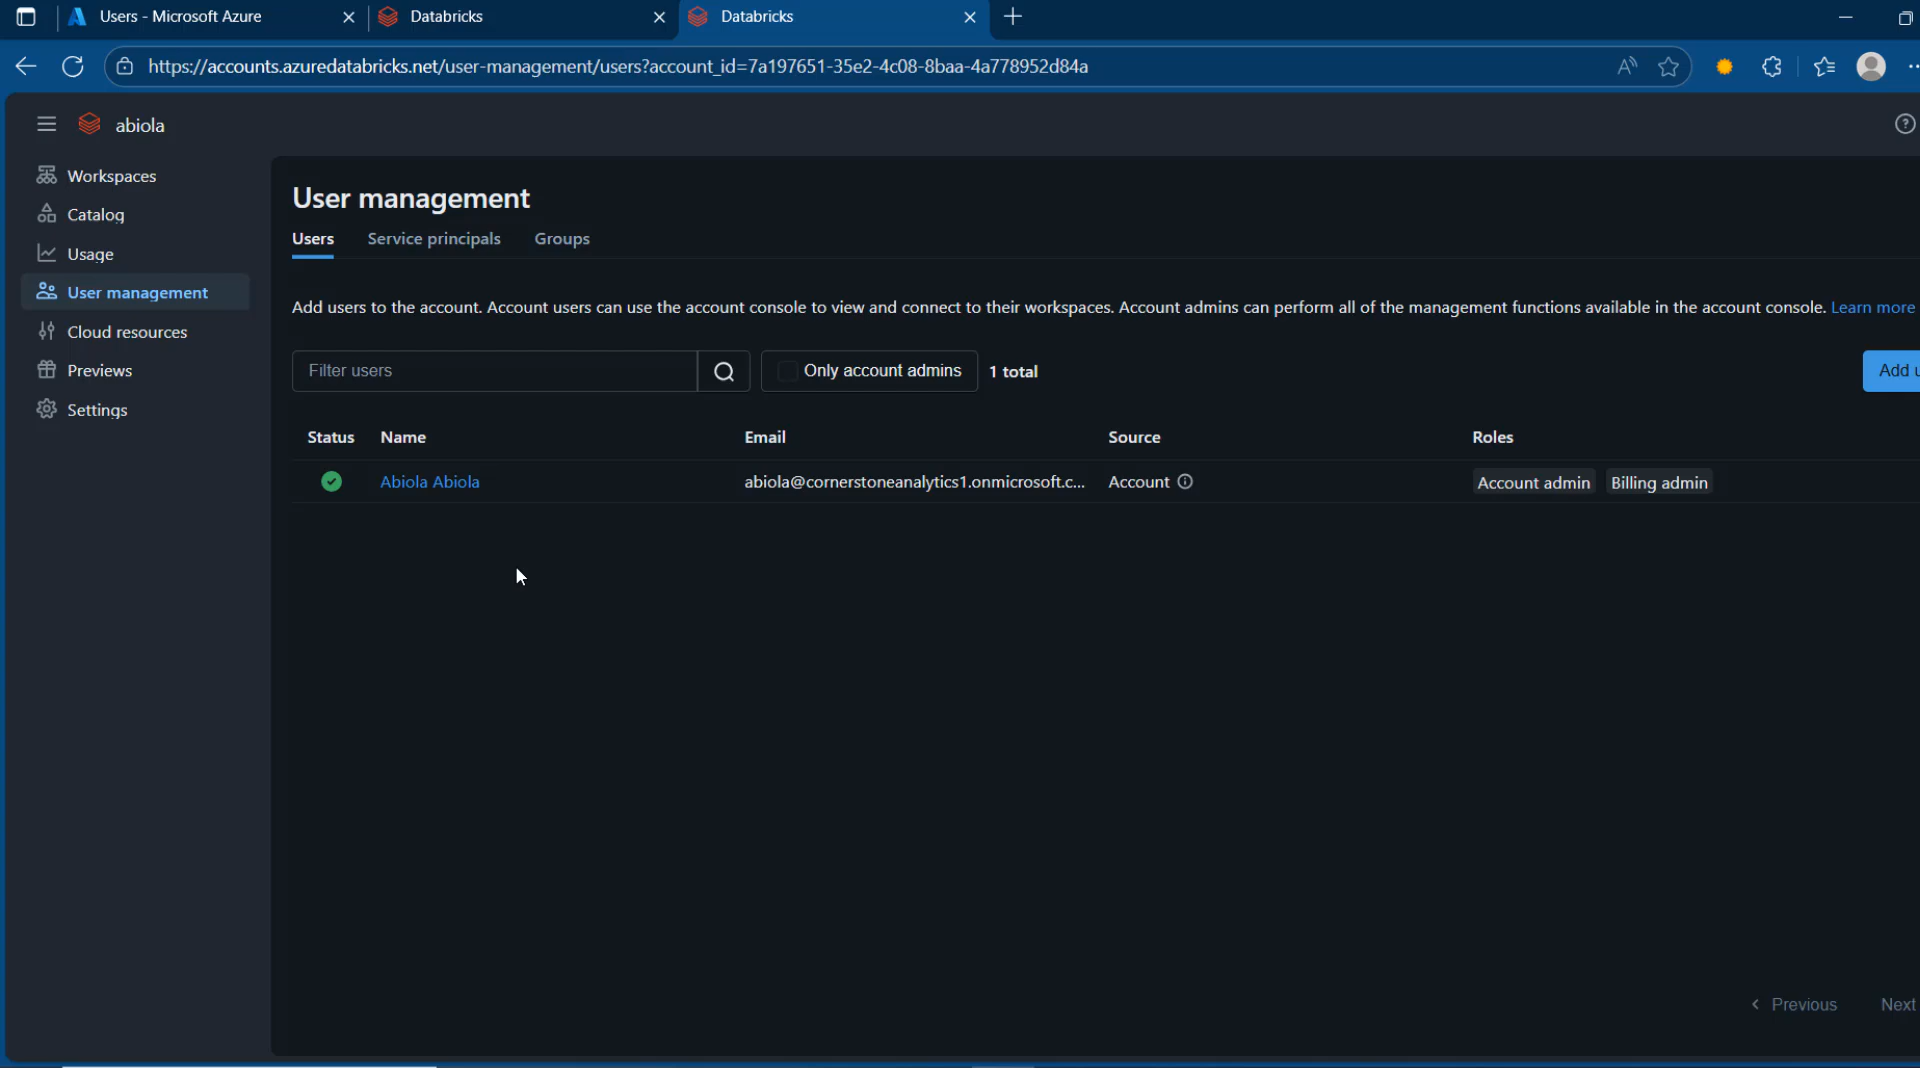 Users - Microsoft Azure
Databricks
Databricks
https://accounts.azuredatabricks.net/user-management/users?account_id=7a197651-35e2-4c08-8baa-4a778952d84a
abiola
Workspaces
Catalog
Usage
User management
Cloud resources
Previews
Settings
User management
Users Service principals Groups
Add users to the account. Account users can use the account console to view and connect to their workspaces. Account admins can perform all of the management functions available in the account console. Learn more
Filter users
Only account admins
1 total
Add u
Status Name Email Source Roles
Abiola Abiola abiola@cornerstoneanalytics1.onmicrosoft.c... Account Account admin Billing admin
Previous Next